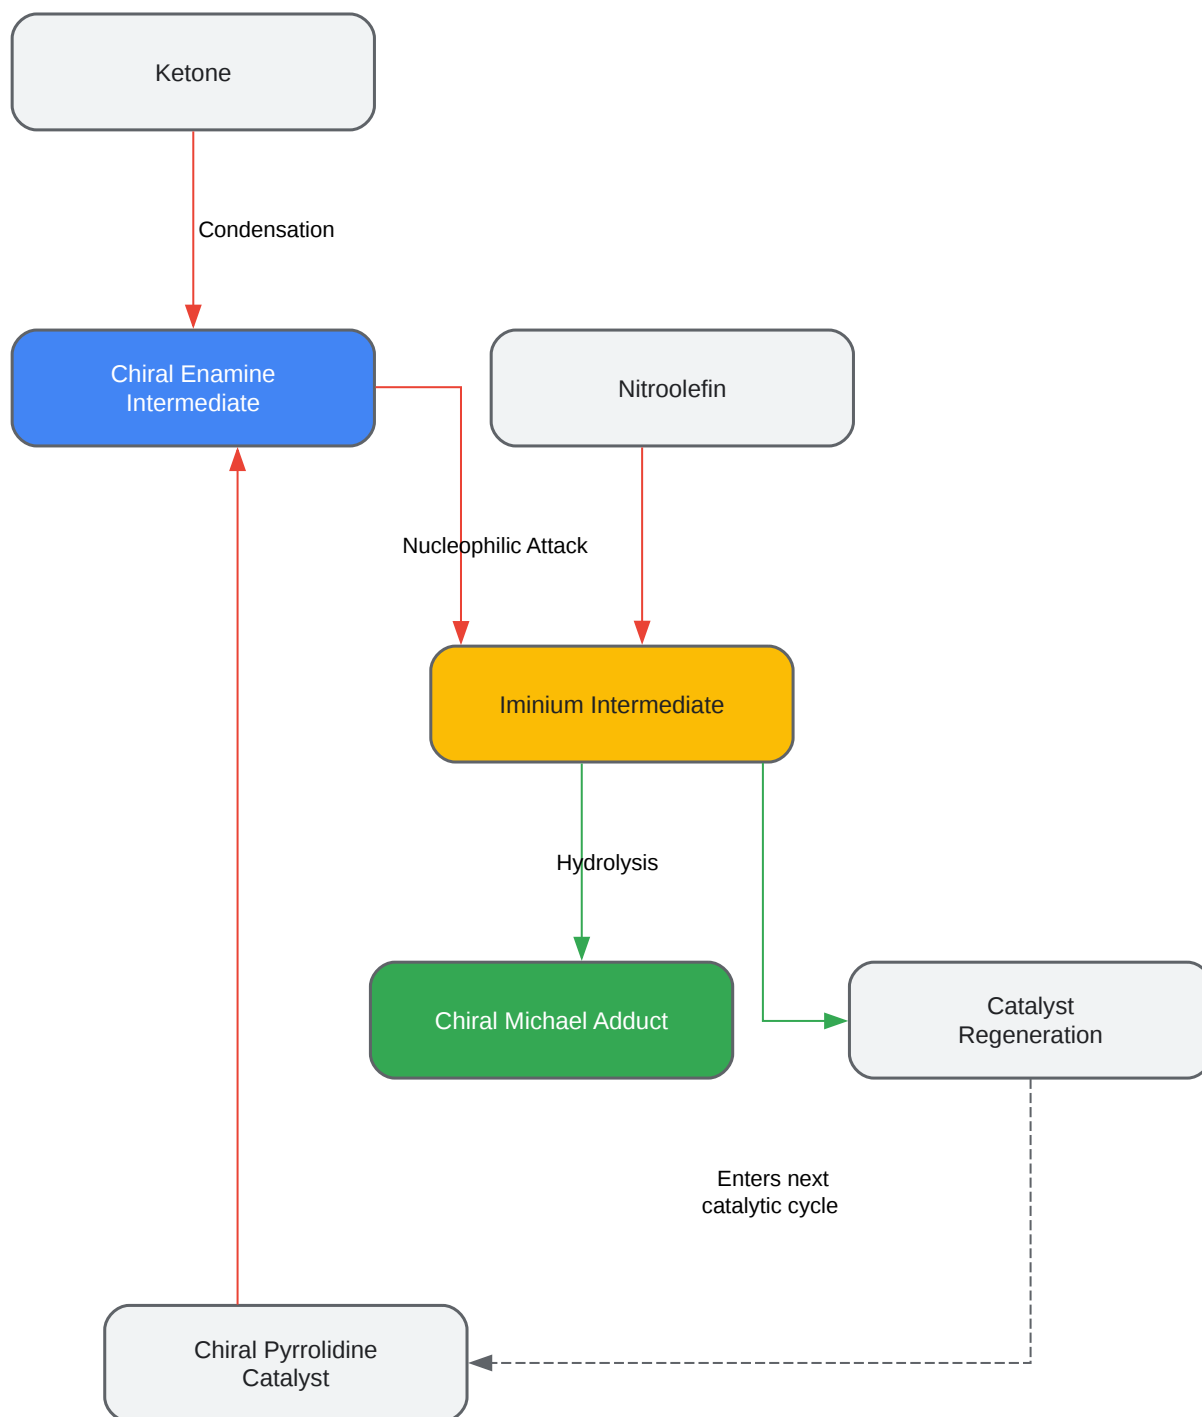 Ketone
Condensation
Chiral Enamine
Intermediate
Nitroolefin
Nucleophilic Attack
Iminium Intermediate
Hydrolysis
Chiral Michael Adduct
Catalyst
Regeneration
Enters next
catalytic cycle
Chiral Pyrrolidine
Catalyst